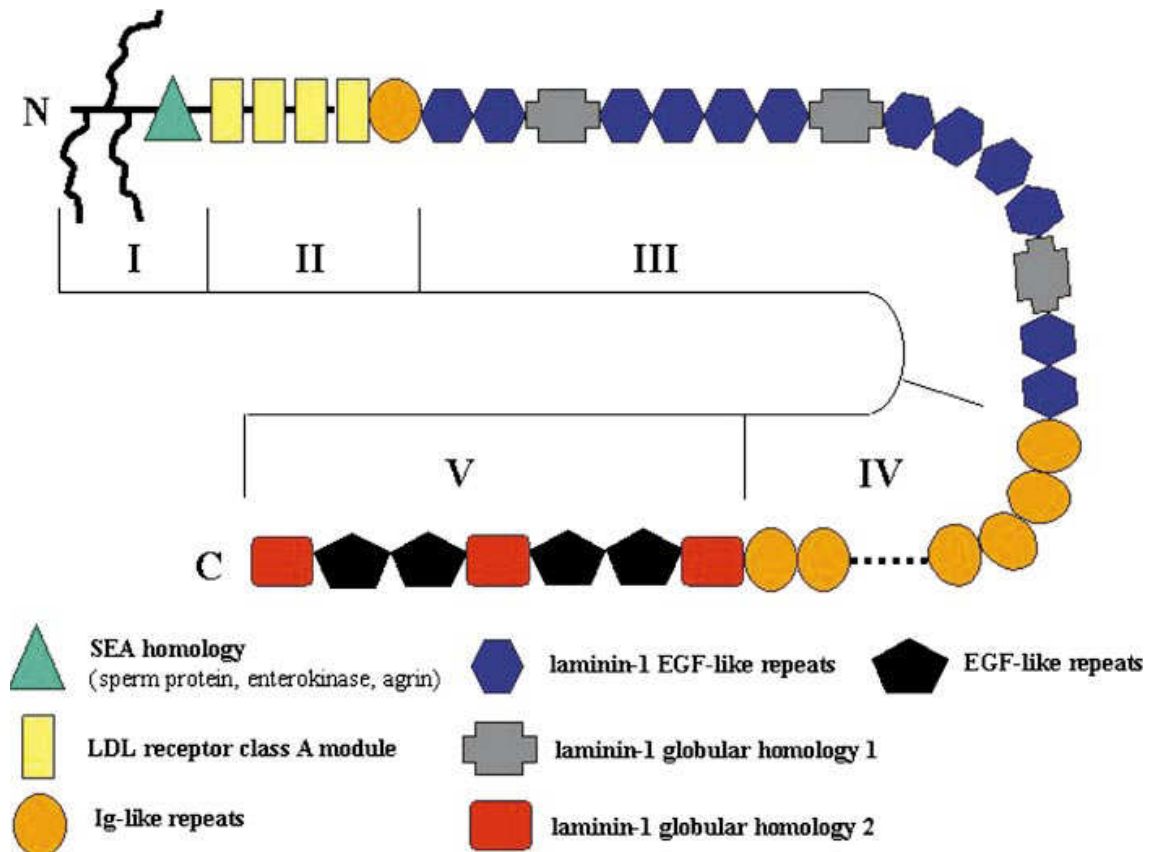 N
I II III
V IV
C
SEA homology
(sperm protein, enterokinase, agrin)
laminin-1 EGF-like repeats
EGF-like repeats
LDL receptor class A module
laminin-1 globular homology 1
Ig-like repeats
laminin-1 globular homology 2